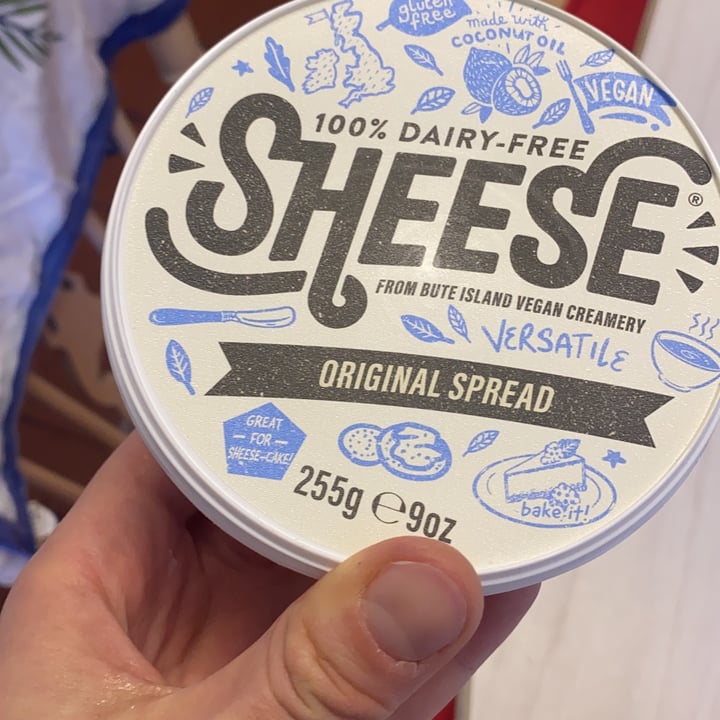 gluten
free
made with
COCONUT OIL
VEGAN
100% DAIRY-FREE
SHEESE®
FROM BUTE ISLAND VEGAN CREAMERY
VERSATILE
ORIGINAL SPREAD
GREAT
FOR
SHEESE-CAKE!
255g ℮ 9oz
bake it!